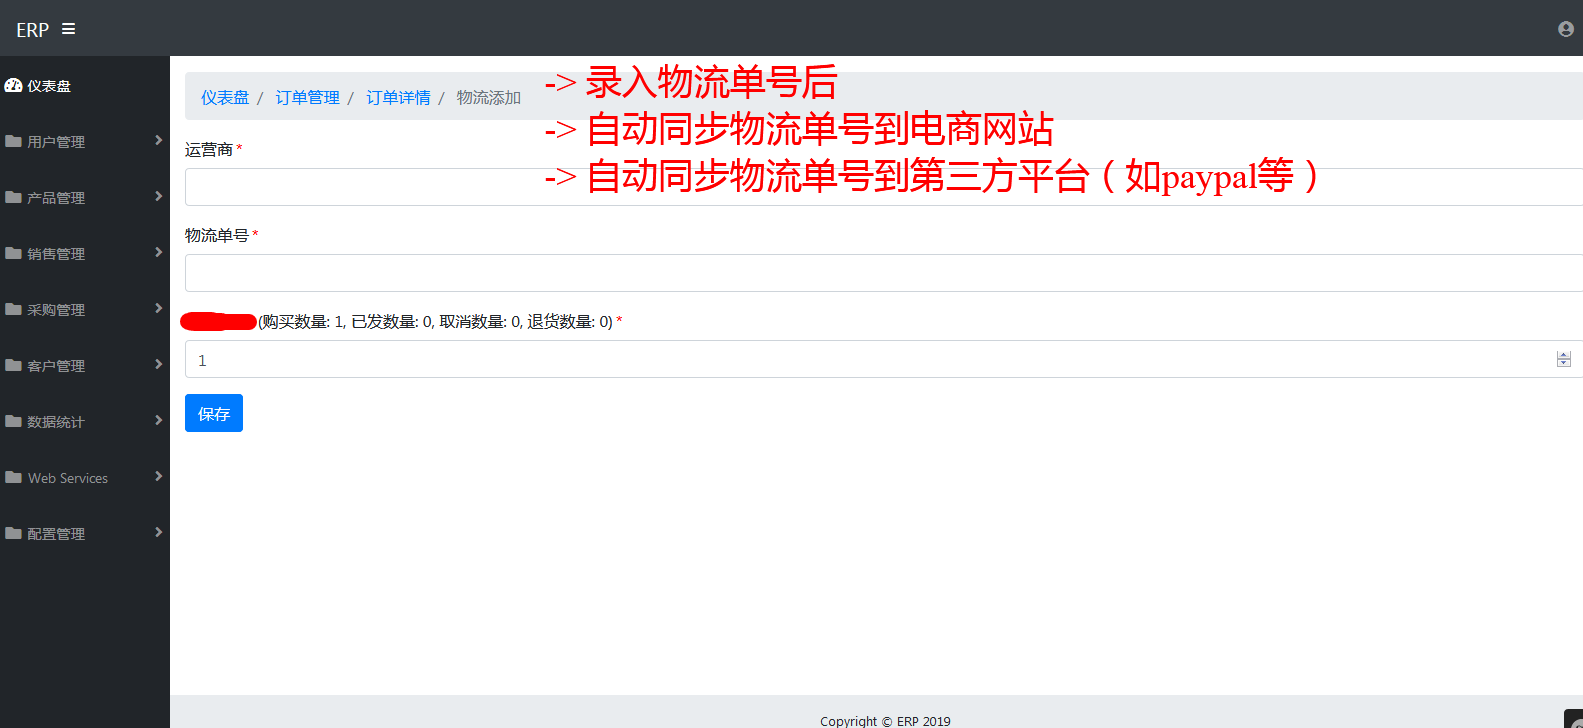 ERP
仪表盘
用户管理
产品管理
销售管理
采购管理
客户管理
数据统计
Web Services
配置管理
仪表盘 / 订单管理 / 订单详情 / 物流添加
-> 录入物流单号后
-> 自动同步物流单号到电商网站
-> 自动同步物流单号到第三方平台（如paypal等）
运营商 *
物流单号 *
(购买数量: 1, 已发数量: 0, 取消数量: 0, 退货数量: 0) *
1
保存
Copyright © ERP 2019